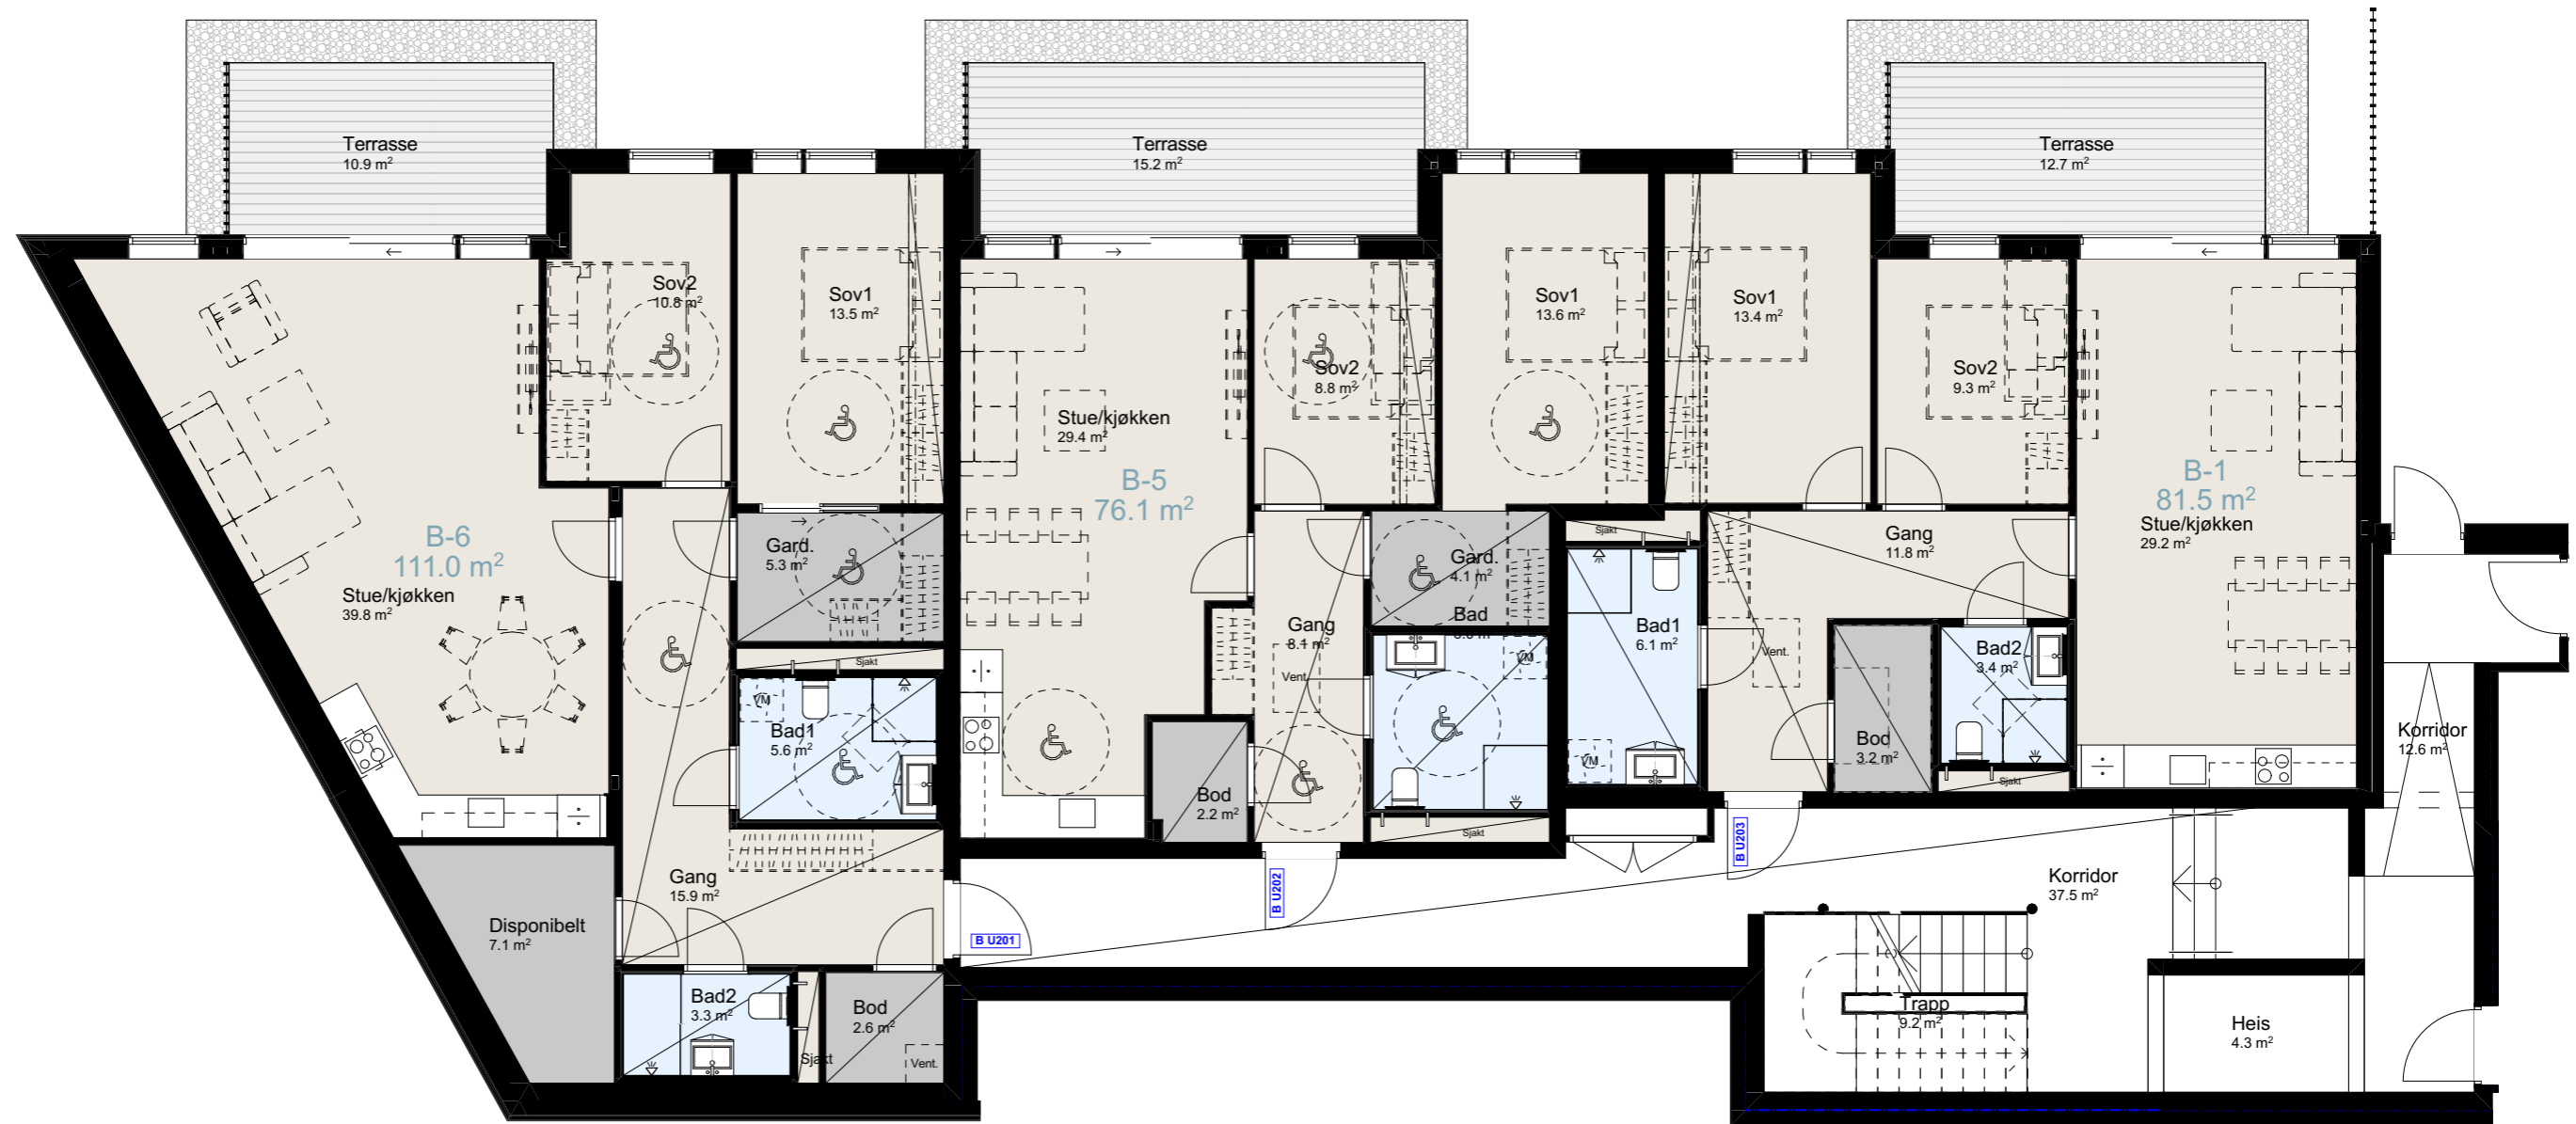 Terrasse
10.9 m²
Terrasse
15.2 m²
Terrasse
12.7 m²
Sov2
10.8 m²
Sov1
13.5 m²
Sov2
8.8 m²
Sov1
13.6 m²
Sov1
13.4 m²
Sov2
9.3 m²
Stue/kjøkken
29.4 m²
B-5
76.1 m²
B-1
81.5 m²
Stue/kjøkken
29.2 m²
B-6
111.0 m²
Stue/kjøkken
39.8 m²
Gard.
5.3 m²
Sjakt
Gard.
4.1 m²
Bad
Gang
8.1 m²
Vent.
VM
Sjakt
Gang
11.8 m²
Bad1
6.1 m²
Vent.
VM
Bad2
3.4 m²
Bod
3.2 m²
Sjakt
VM
Bad1
5.6 m²
Bod
2.2 m²
Sjakt
Korridor
12.6 m²
Gang
15.9 m²
B U201
B U202
B U203
Korridor
37.5 m²
Disponibelt
7.1 m²
Bad2
3.3 m²
Sjakt
Bod
2.6 m²
Vent.
Trapp
9.2 m²
Heis
4.3 m²